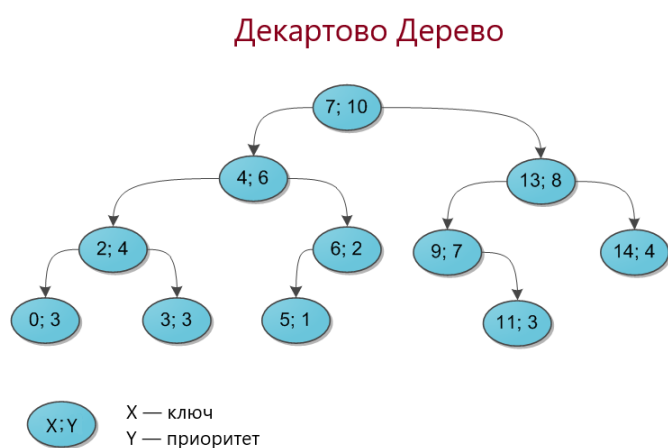 Декартово Дерево
7; 10
4; 6
13; 8
2; 4
6; 2
9; 7
14; 4
0; 3
3; 3
5; 1
11; 3
X;Y
X — ключ
Y — приоритет